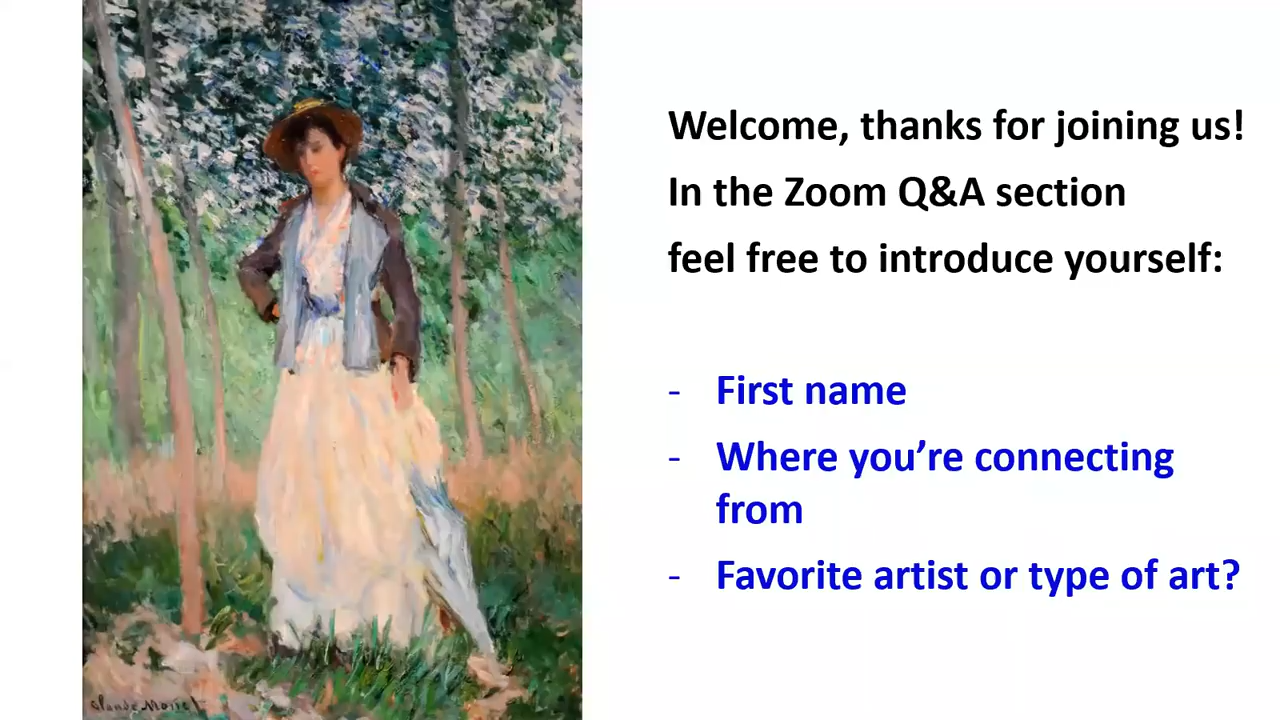 Welcome, thanks for joining us!
In the Zoom Q&A section
feel free to introduce yourself:
- First name
- Where you’re connecting
from
- Favorite artist or type of art?
Claude Monet